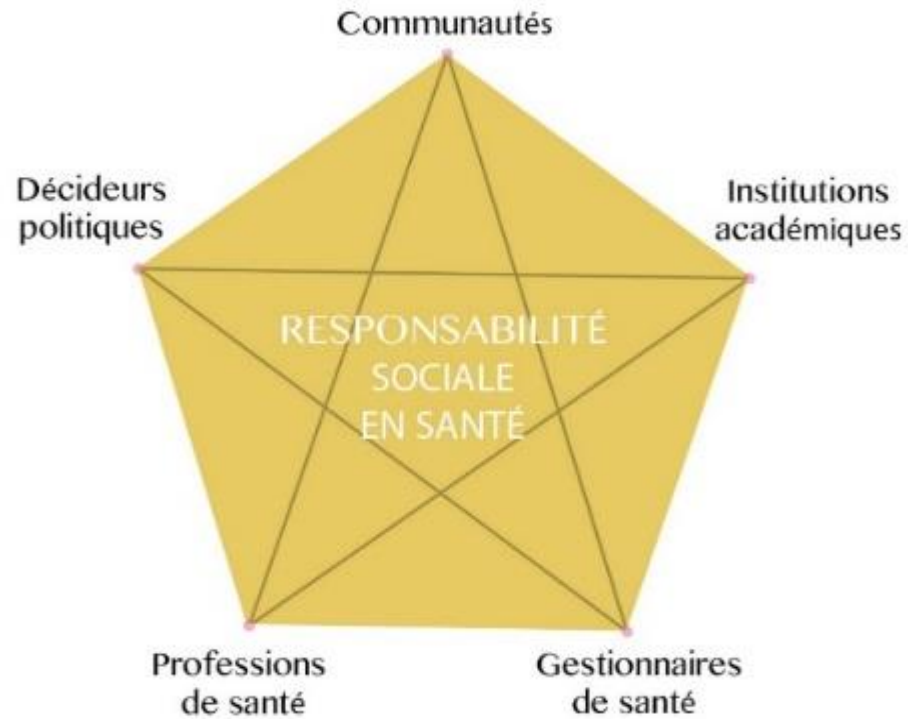 Communautés
Décideurs
politiques
Institutions
académiques
RESPONSABILITÉ
SOCIALE
EN SANTÉ
Professions
de santé
Gestionnaires
de santé